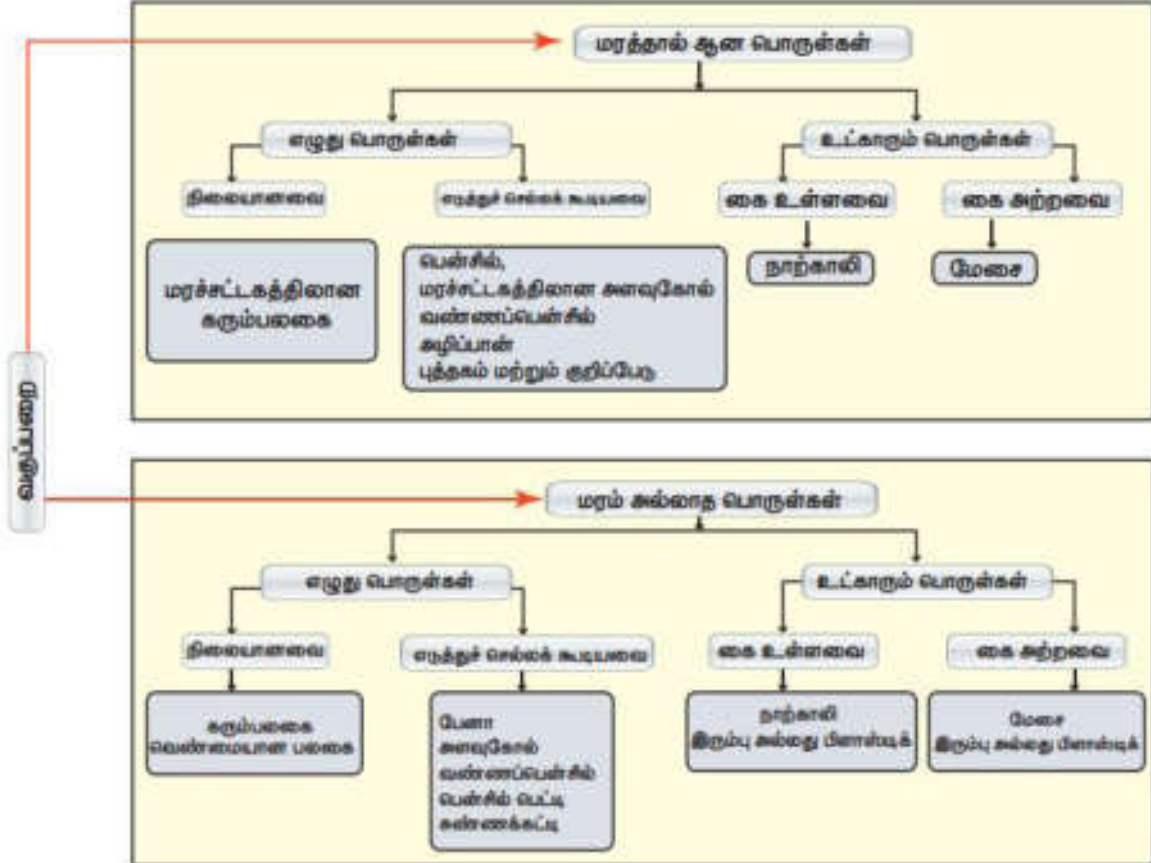 வகுப்பறை
மரத்தால் ஆன பொருள்கள்
எழுது பொருள்கள்
உட்காரும் பொருள்கள்
நிலையானவை
எடுத்துச் செல்லக் கூடியவை
கை உள்ளவை
கை அற்றவை
மரச்சட்டகத்திலான
கரும்பலகை
பென்சில்,
மரச்சட்டகத்திலான அளவுகோல்
வண்ணப்பென்சில்
அழிப்பான்
புத்தகம் மற்றும் குறிப்பேடு
நாற்காலி
மேசை
மரம் அல்லாத பொருள்கள்
எழுது பொருள்கள்
உட்காரும் பொருள்கள்
நிலையானவை
எடுத்துச் செல்லக் கூடியவை
கை உள்ளவை
கை அற்றவை
கரும்பலகை
வெண்மையான பலகை
பேனா
அளவுகோல்
வண்ணப்பென்சில்
பென்சில் பெட்டி
சுண்ணக்கட்டி
நாற்காலி
இரும்பு அல்லது பிளாஸ்டிக்
மேசை
இரும்பு அல்லது பிளாஸ்டிக்